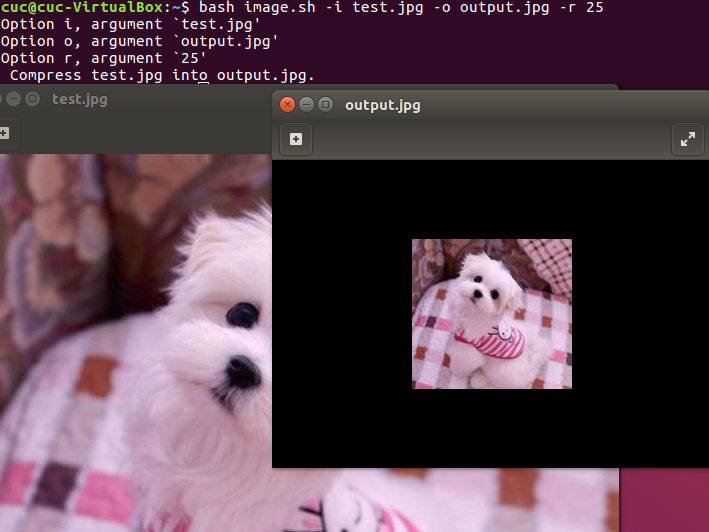 cuc@cuc-VirtualBox:~$ bash image.sh -i test.jpg -o output.jpg -r 25
Option i, argument `test.jpg'
Option o, argument `output.jpg'
Option r, argument `25'
 Compress test.jpg into output.jpg.
test.jpg
output.jpg